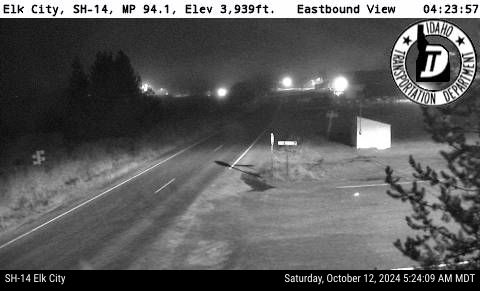 Elk City, SH-14, MP 94.1, Elev 3,939ft.   Eastbound View   04:23:57
IDAHO
TRANSPORTATION DEPARTMENT
SH-14 Elk City   Saturday, October 12, 2024 5:24:09 AM MDT